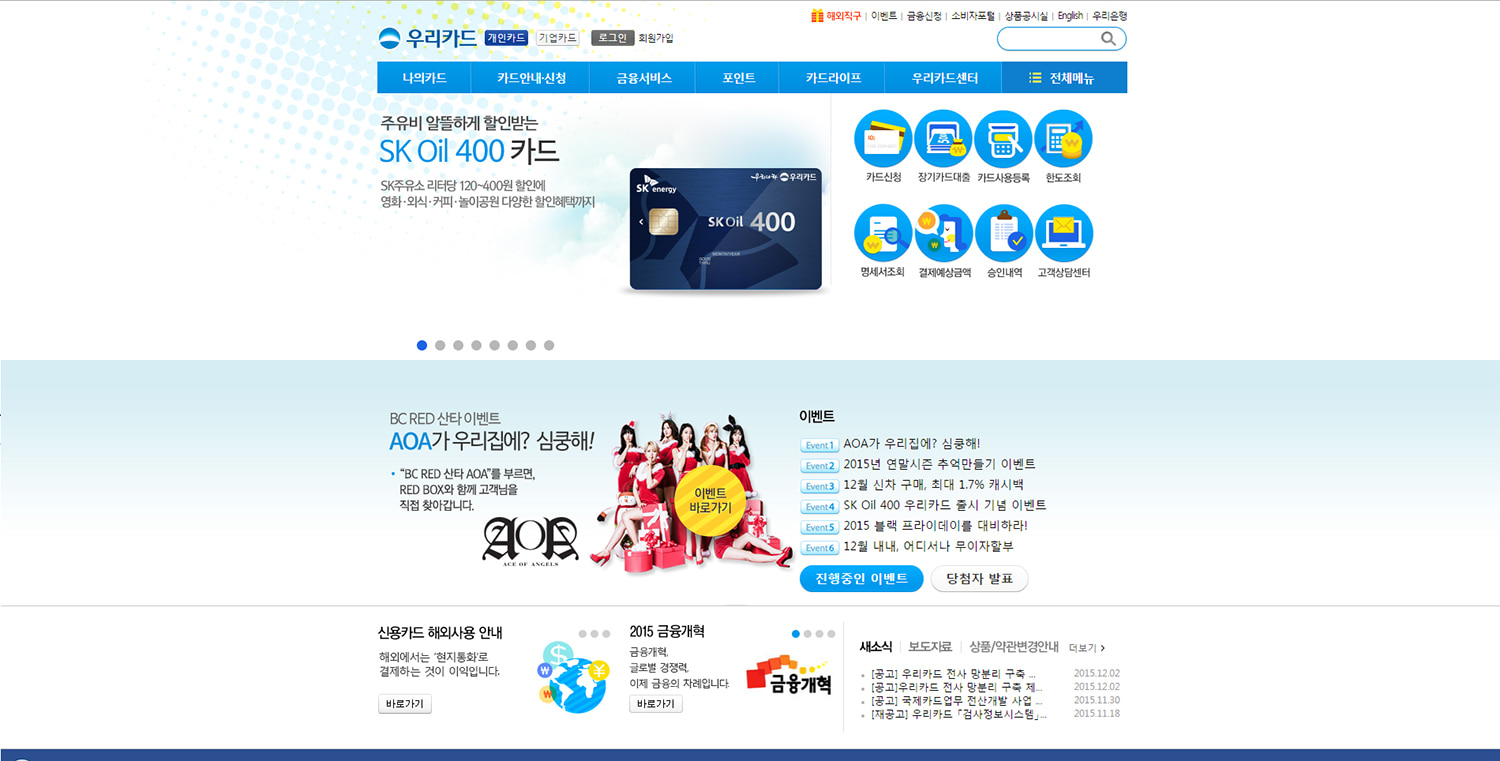 해외직구 | 이벤트 | 금융신청 | 소비자포털 | 상품공시실 | English | 우리은행
우리카드 개인카드 기업카드 로그인 회원가입
나의카드 카드안내·신청 금융서비스 포인트 카드라이프 우리카드센터 전체메뉴
주유비 알뜰하게 할인받는
SK Oil 400 카드
SK주유소 리터당 120~400원 할인에
영화·외식·커피·놀이공원 다양한 할인혜택까지
SK energy 우리카드
SK Oil 400
MONTH/YEAR
카드신청 장기카드대출 카드사용등록 한도조회
명세서조회 결제예상금액 승인내역 고객상담센터
BC RED 산타 이벤트
AOA가 우리집에? 심쿵해!
• “BC RED 산타 AOA”를 부르면,
RED BOX와 함께 고객님을
직접 찾아갑니다.
AOA
ACE OF ANGELS
이벤트
바로가기
이벤트
Event1 AOA가 우리집에? 심쿵해!
Event2 2015년 연말시즌 추억만들기 이벤트
Event3 12월 신차 구매, 최대 1.7% 캐시백
Event4 SK Oil 400 우리카드 출시 기념 이벤트
Event5 2015 블랙 프라이데이를 대비하라!
Event6 12월 내내, 어디서나 무이자할부
진행중인 이벤트 당첨자 발표
신용카드 해외사용 안내
해외에서는 '현지통화'로
결제하는 것이 이익입니다.
바로가기
2015 금융개혁
금융개혁,
글로벌 경쟁력,
이제 금융의 차례입니다.
바로가기
금융개혁
새소식 | 보도자료 | 상품/약관변경안내 더보기 >
[공고] 우리카드 전사 망분리 구축 ... 2015.12.02
[공고]우리카드 전사 망분리 구축 제... 2015.12.02
[공고] 국제카드업무 전산개발 사업 ... 2015.11.30
[재공고] 우리카드 「검사정보시스템」... 2015.11.18